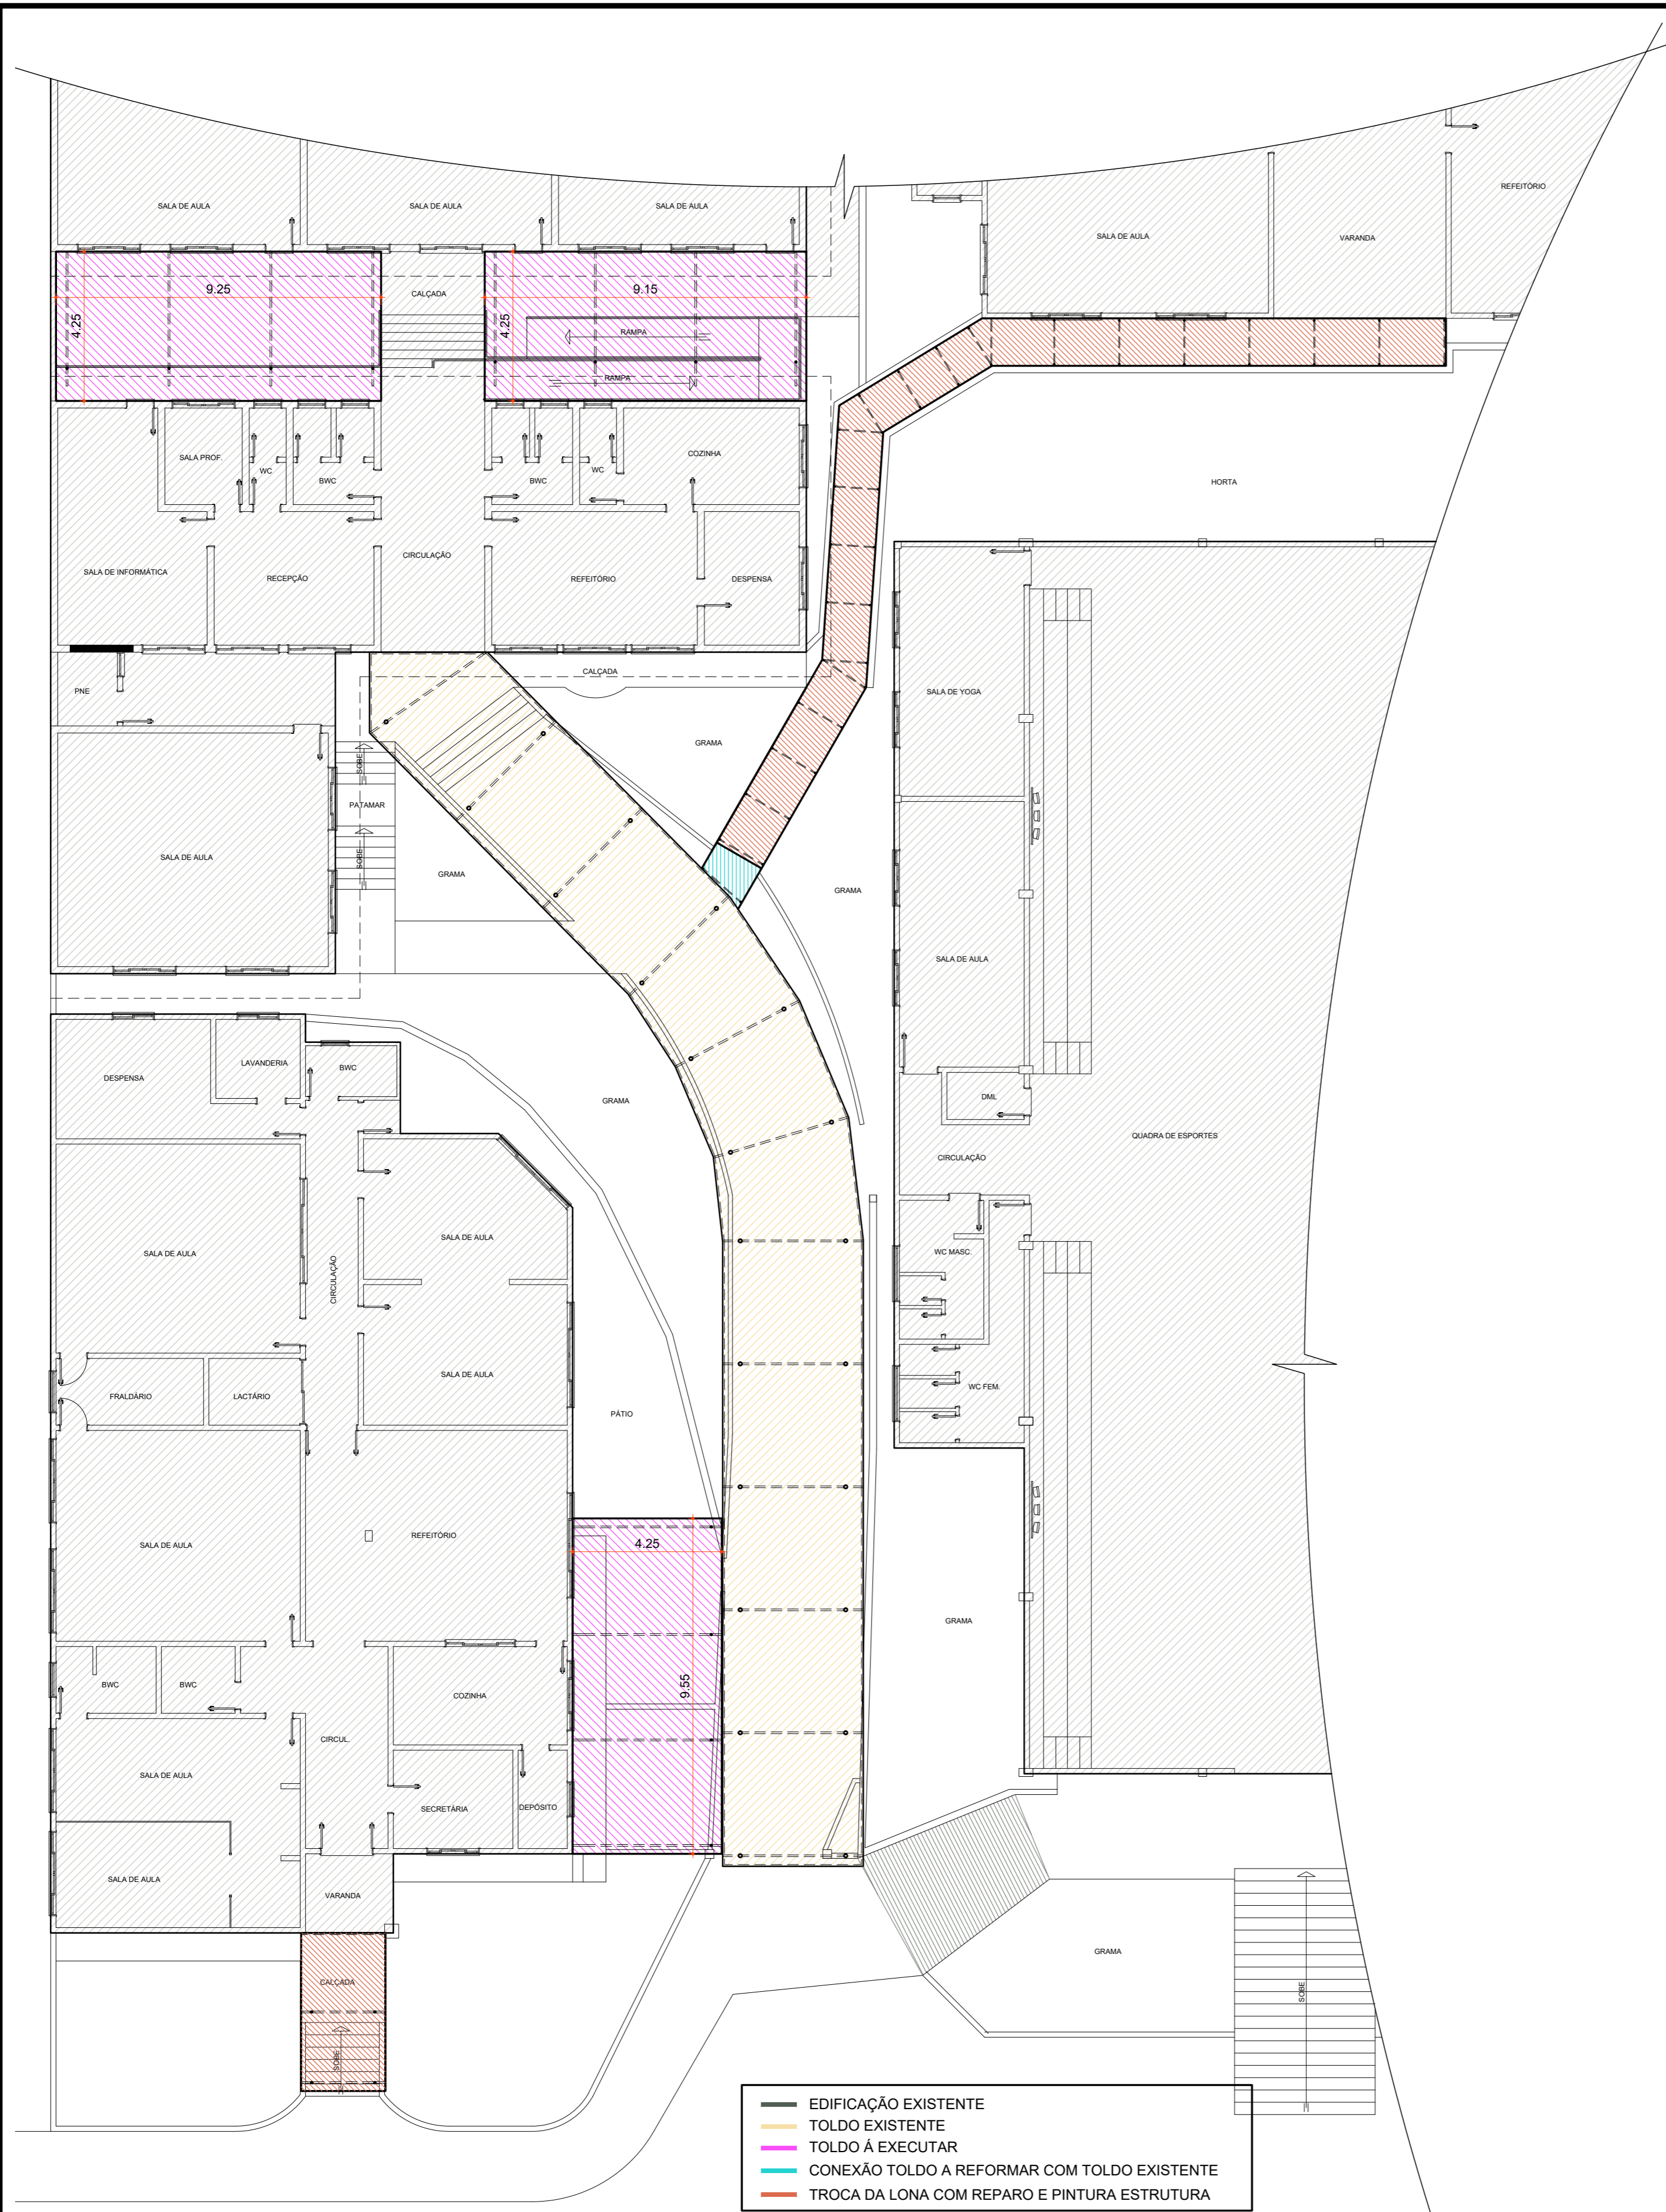 REFEITÓRIO
SALA DE AULA
SALA DE AULA
SALA DE AULA
SALA DE AULA
VARANDA
9.25
CALÇADA
9.15
4.25
4.25
RAMPA
RAMPA
SALA PROF.
WC
BWC
BWC
WC
COZINHA
HORTA
SALA DE INFORMÁTICA
RECEPÇÃO
CIRCULAÇÃO
REFEITÓRIO
DESPENSA
CALÇADA
PNE
SALA DE YOGA
GRAMA
SOBE
PATAMAR
SOBE
SALA DE AULA
GRAMA
GRAMA
SALA DE AULA
LAVANDERIA
BWC
DESPENSA
GRAMA
DML
QUADRA DE ESPORTES
CIRCULAÇÃO
SALA DE AULA
CIRCULAÇÃO
SALA DE AULA
WC MASC.
SALA DE AULA
FRALDÁRIO
LACTÁRIO
WC FEM.
PÁTIO
SALA DE AULA
REFEITÓRIO
4.25
GRAMA
BWC
BWC
COZINHA
9.55
CIRCUL.
SALA DE AULA
SECRETÁRIA
DEPÓSITO
SALA DE AULA
VARANDA
GRAMA
CALÇADA
SOBE
SOBE
EDIFICAÇÃO EXISTENTE
TOLDO EXISTENTE
TOLDO Á EXECUTAR
CONEXÃO TOLDO A REFORMAR COM TOLDO EXISTENTE
TROCA DA LONA COM REPARO E PINTURA ESTRUTURA